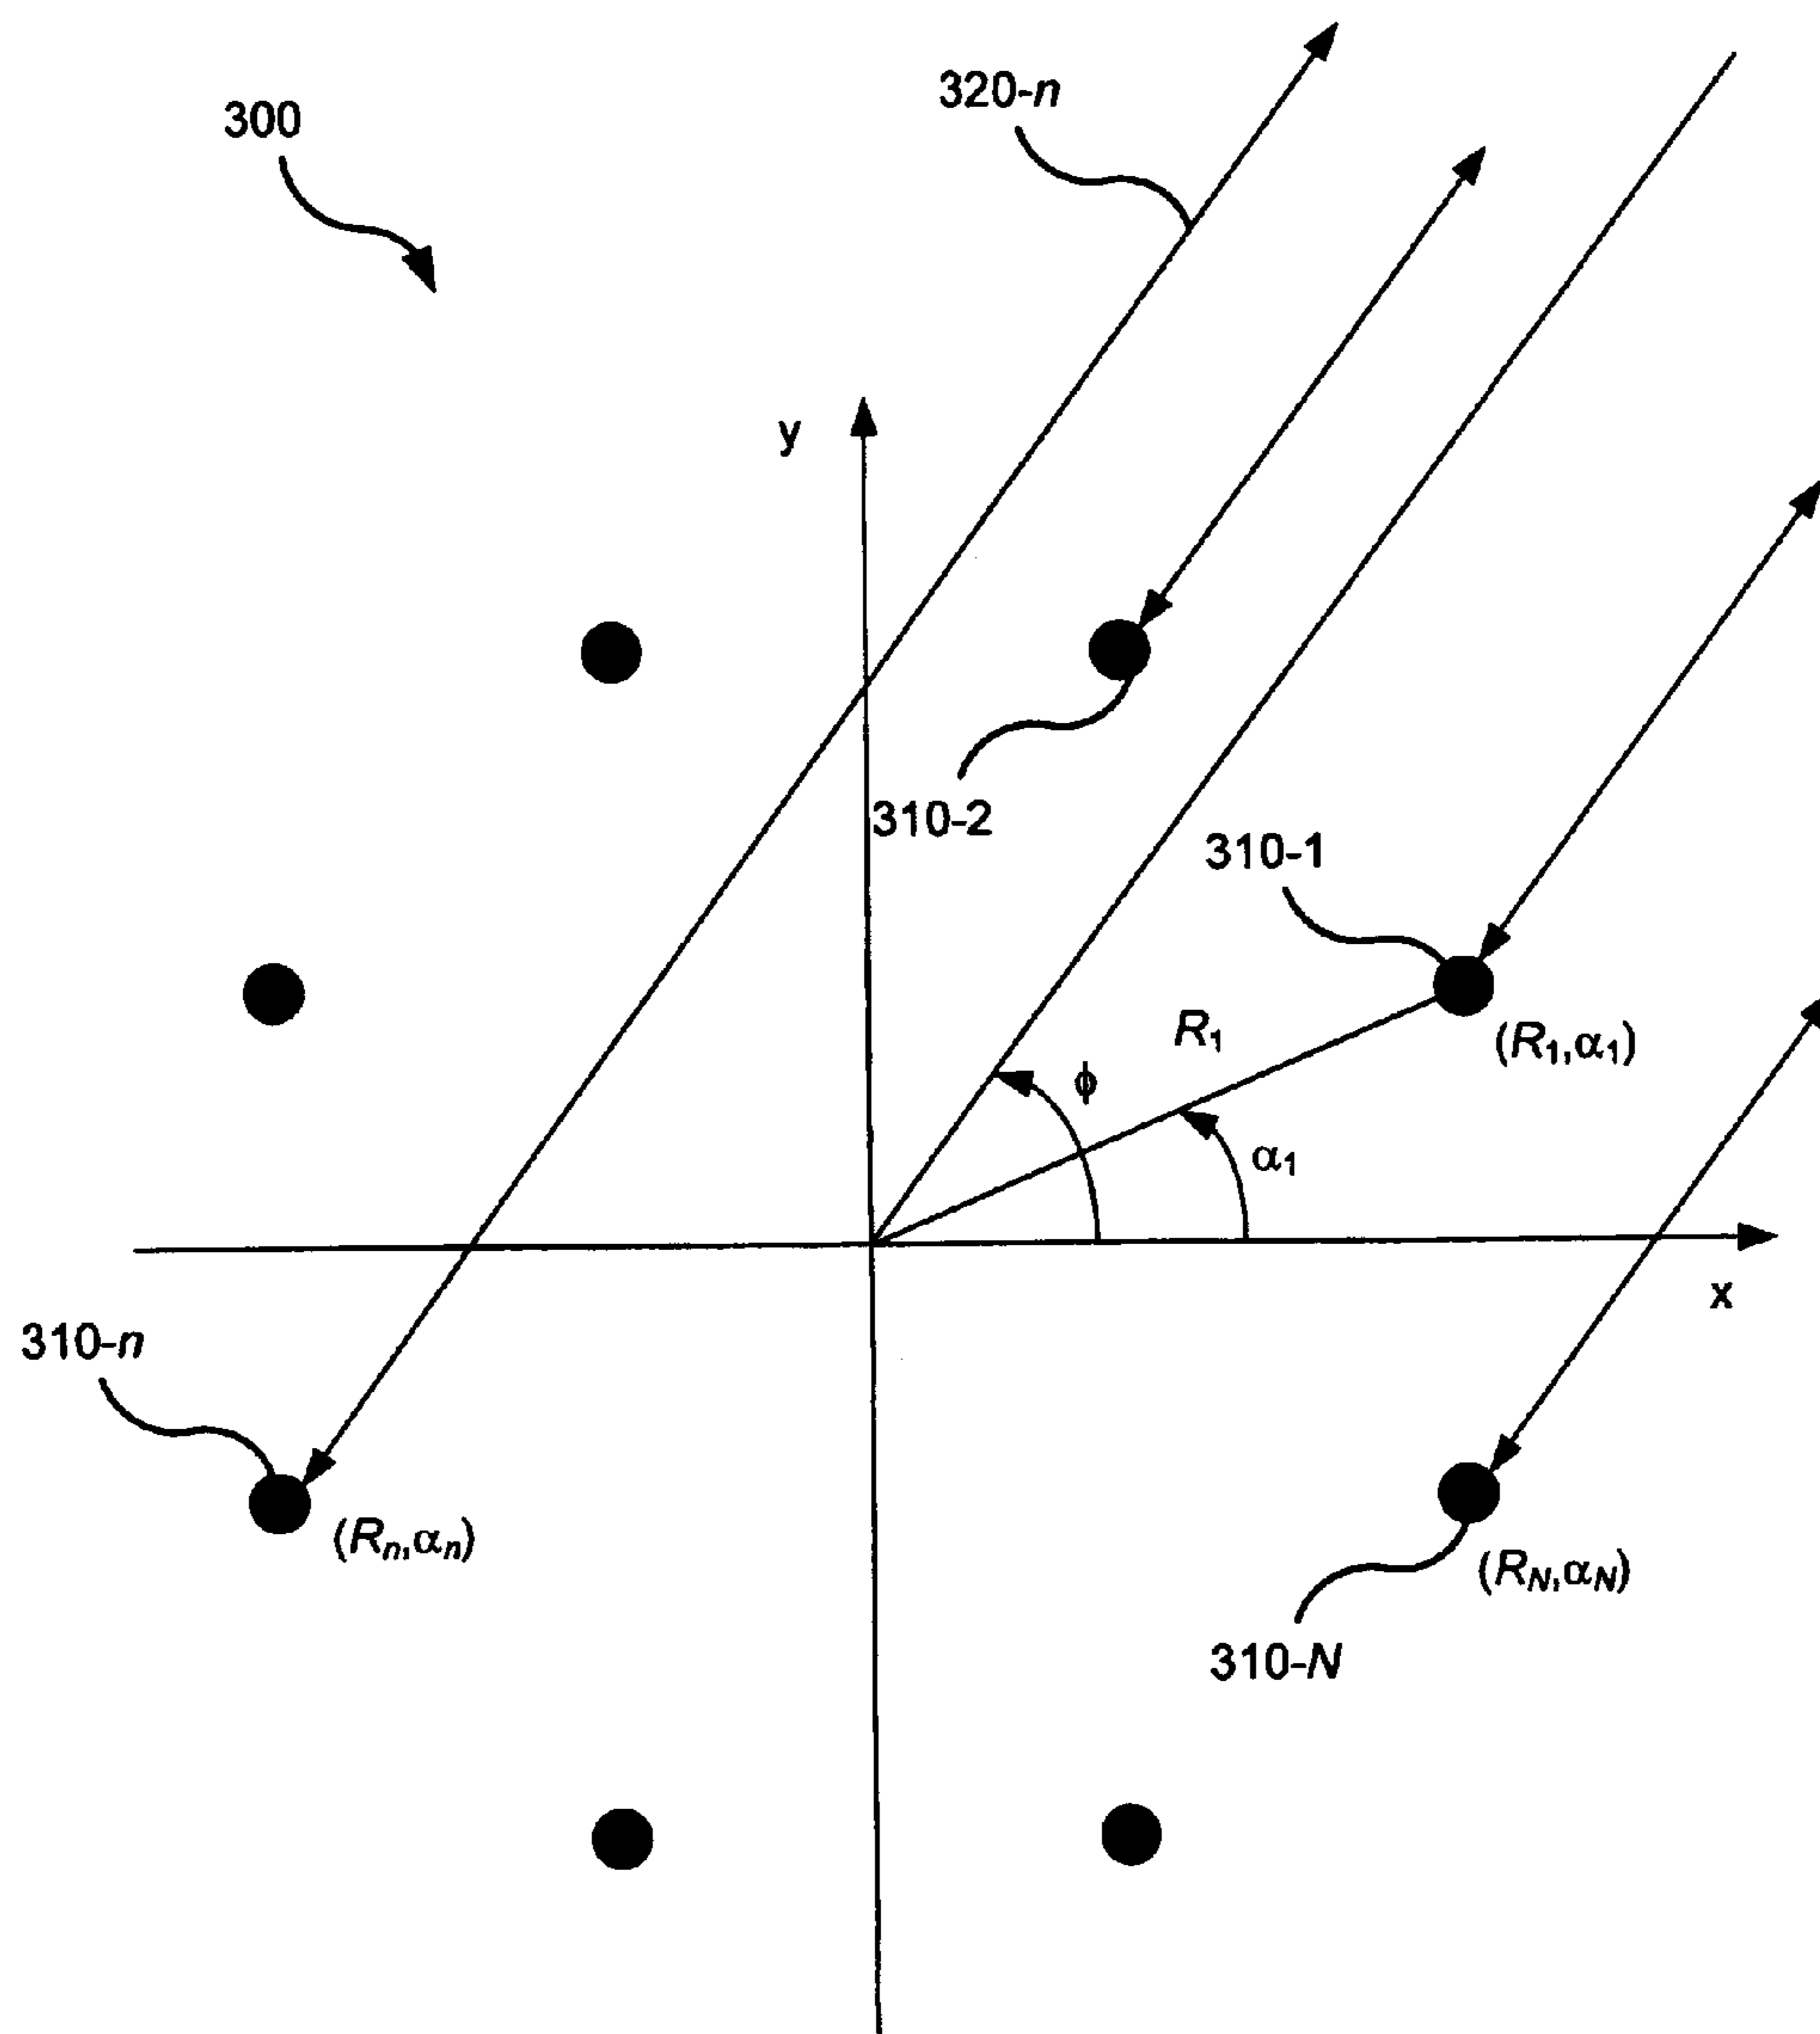 320-n
300
y
310-2
310-1
R1
(R1,α1)
ϕ
α1
x
310-n
(Rn,αn)
(RN,αN)
310-N